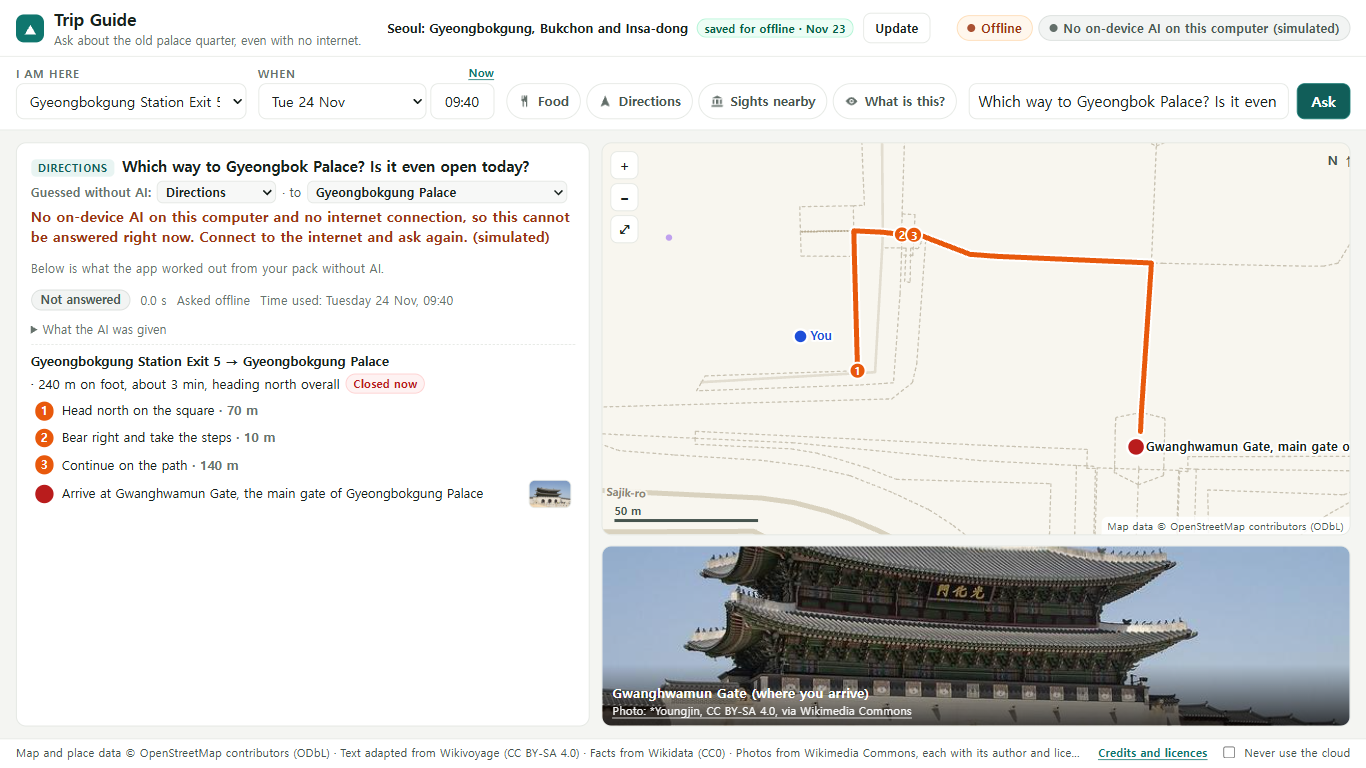 Trip Guide
Ask about the old palace quarter, even with no internet.
Seoul: Gyeongbokgung, Bukchon and Insa-dong
saved for offline · Nov 23
Update
Offline
No on-device AI on this computer (simulated)
I AM HERE
WHEN
Now
Gyeongbokgung Station Exit 5
Tue 24 Nov
09:40
Food
Directions
Sights nearby
What is this?
Which way to Gyeongbok Palace? Is it even
Ask
DIRECTIONS Which way to Gyeongbok Palace? Is it even open today?
Guessed without AI: Directions · to Gyeongbokgung Palace
No on-device AI on this computer and no internet connection, so this cannot
be answered right now. Connect to the internet and ask again. (simulated)
Below is what the app worked out from your pack without AI.
Not answered 0.0 s Asked offline Time used: Tuesday 24 Nov, 09:40
What the AI was given
Gyeongbokgung Station Exit 5 → Gyeongbokgung Palace
· 240 m on foot, about 3 min, heading north overall Closed now
1 Head north on the square · 70 m
2 Bear right and take the steps · 10 m
3 Continue on the path · 140 m
Arrive at Gwanghwamun Gate, the main gate of Gyeongbokgung Palace
+
−
N ↑
2 3
You
1
Gwanghwamun Gate, main gate o
Sajik-ro
50 m
Map data © OpenStreetMap contributors (ODbL)
門化光
Gwanghwamun Gate (where you arrive)
Photo: *Youngjin, CC BY-SA 4.0, via Wikimedia Commons
Map and place data © OpenStreetMap contributors (ODbL) · Text adapted from Wikivoyage (CC BY-SA 4.0) · Facts from Wikidata (CC0) · Photos from Wikimedia Commons, each with its author and lice...
Credits and licences
Never use the cloud